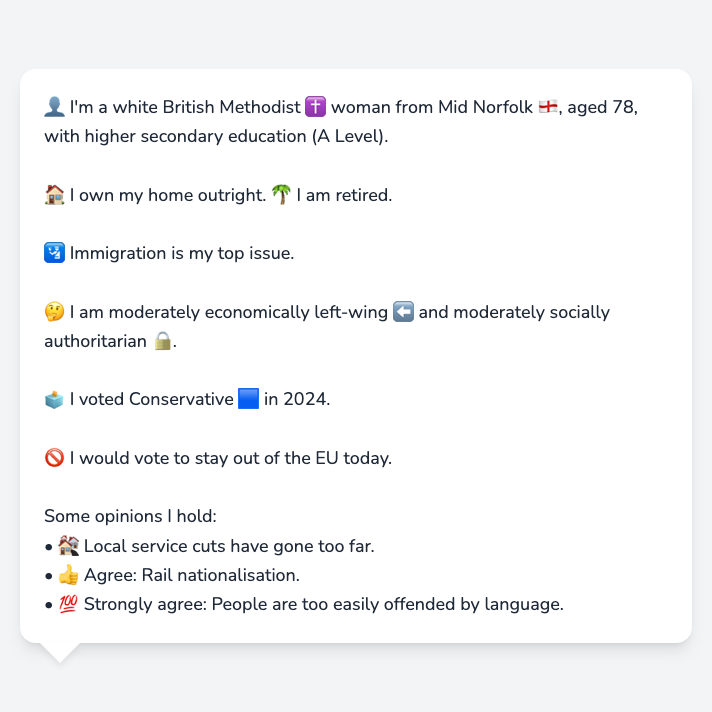 👤 I'm a white British Methodist ✝️ woman from Mid Norfolk 🏴󠁧󠁢󠁥󠁮󠁧󠁿, aged 78,
with higher secondary education (A Level).
🏠 I own my home outright. 🌴 I am retired.
🛂 Immigration is my top issue.
🤔 I am moderately economically left-wing ⬅️ and moderately socially
authoritarian 🔒.
🗳️ I voted Conservative 🟦 in 2024.
🚫 I would vote to stay out of the EU today.
Some opinions I hold:
• 🏚️ Local service cuts have gone too far.
• 👍 Agree: Rail nationalisation.
• 💯 Strongly agree: People are too easily offended by language.